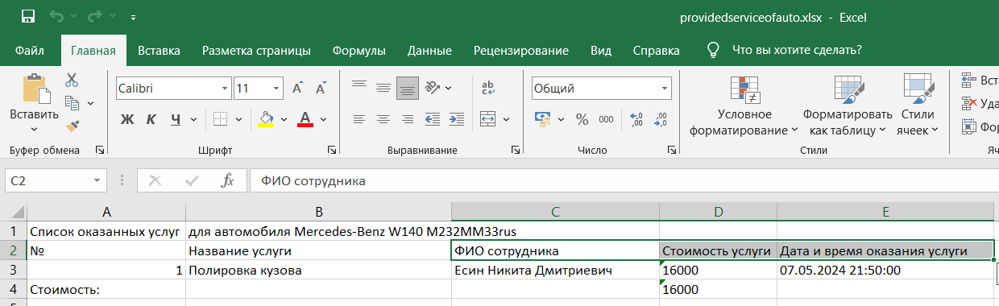 providedserviceofauto.xlsx - Excel
Файл Главная Вставка Разметка страницы Формулы Данные Рецензирование Вид Справка Что вы хотите сделать?
Calibri 11 Общий
Вставить
Ж К Ч А % 000
Условное форматирование
Форматировать как таблицу
Стили ячеек
Вст
Уда
Фор
Буфер обмена Шрифт Выравнивание Число Стили Яч
C2 fx ФИО сотрудника
A B C D E
1 Список оказанных услуг для автомобиля Mercedes-Benz W140 М232ММ33rus
2 № Название услуги ФИО сотрудника Стоимость услуги Дата и время оказания услуги
3 1 Полировка кузова Есин Никита Дмитриевич 16000 07.05.2024 21:50:00
4 Стоимость: 16000